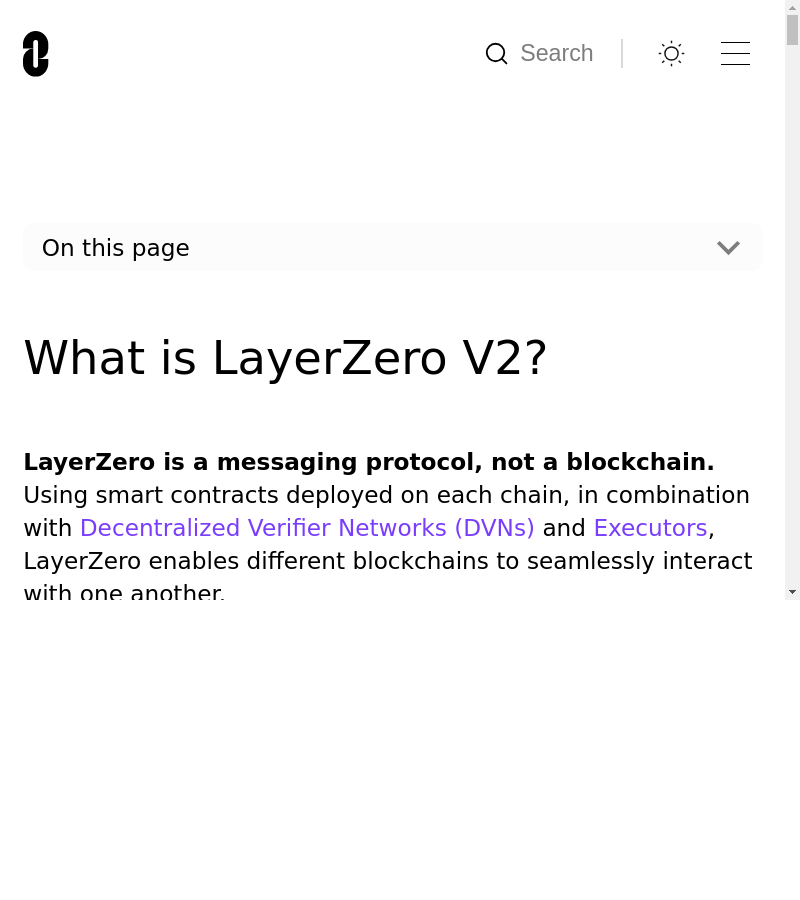 Search
On this page
What is LayerZero V2?
LayerZero is a messaging protocol, not a blockchain.
Using smart contracts deployed on each chain, in combination
with Decentralized Verifier Networks (DVNs) and Executors,
LayerZero enables different blockchains to seamlessly interact
with one another.